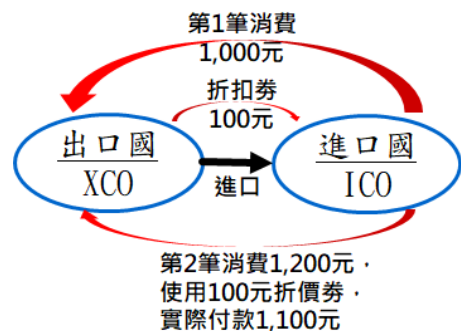 第1筆消費
1,000元
折扣券
100元
出口國
XCO
進口
進口國
ICO
第2筆消費1,200元，
使用100元折價券，
實際付款1,100元